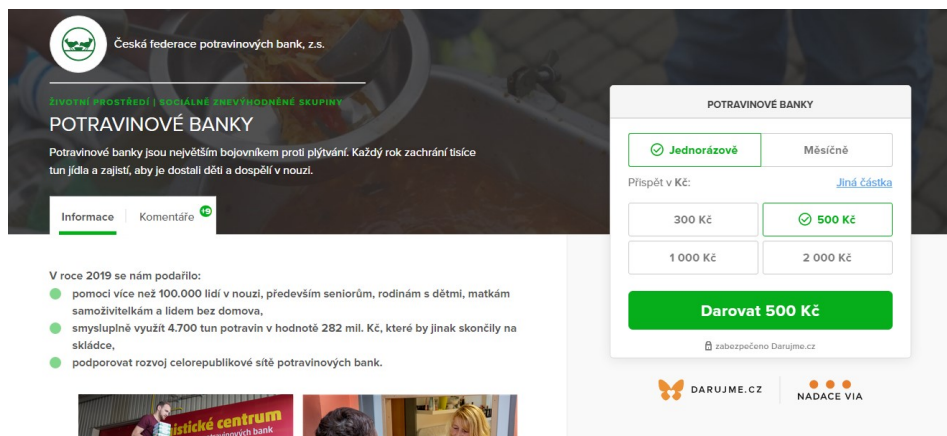 Česká federace potravinových bank, z.s.
ŽIVOTNÍ PROSTŘEDÍ | SOCIÁLNĚ ZNEVÝHODNĚNÉ SKUPINY
POTRAVINOVÉ BANKY
Potravinové banky jsou největším bojovníkem proti plýtvání. Každý rok zachrání tisíce
tun jídla a zajistí, aby je dostali děti a dospělí v nouzi.
Informace
Komentáře +9
V roce 2019 se nám podařilo:
pomoci více než 100.000 lidí v nouzi, především seniorům, rodinám s dětmi, matkám
samoživitelkám a lidem bez domova,
smysluplně využít 4.700 tun potravin v hodnotě 282 mil. Kč, které by jinak skončily na
skládce,
podporovat rozvoj celorepublikové sítě potravinových bank.
istické centrum
potravinových bank
POTRAVINOVÉ BANKY
Jednorázově
Měsíčně
Přispět v Kč:
Jiná částka
300 Kč
500 Kč
1 000 Kč
2 000 Kč
Darovat 500 Kč
zabezpečeno Darujme.cz
DARUJME.CZ
NADACE VIA